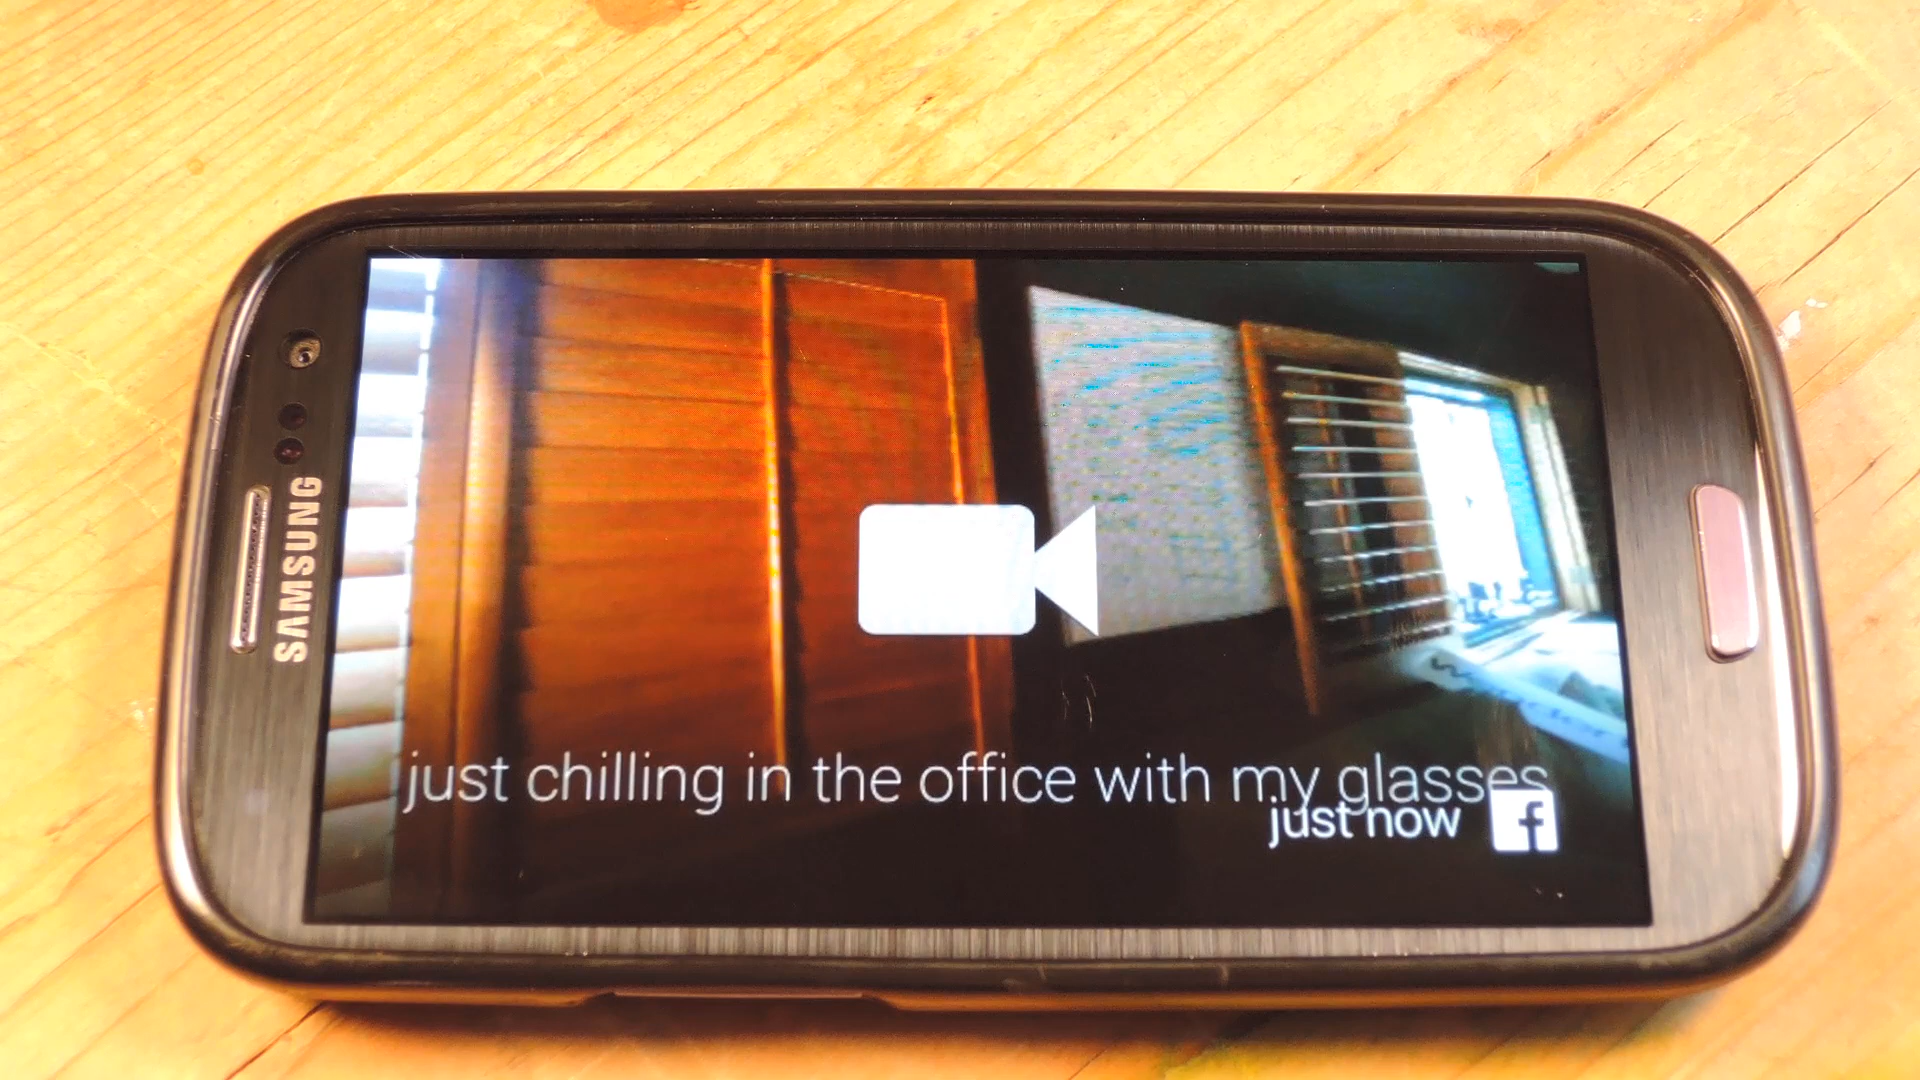 SAMSUNG
just chilling in the office with my glasses
just now
f